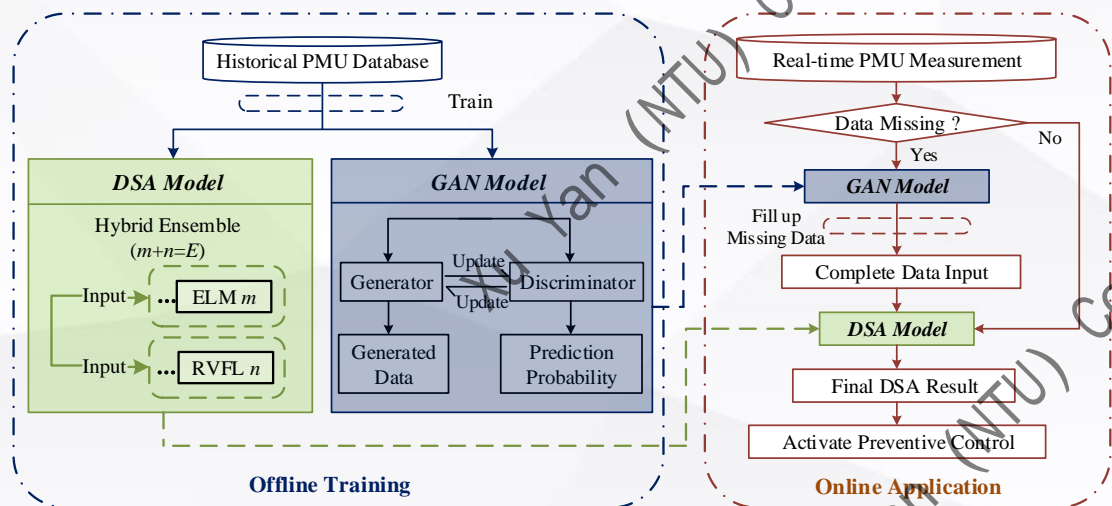 Historical PMU Database
Train
DSA Model
Hybrid Ensemble
(m+n=E)
Input
... ELM m
Input
... RVFL n
GAN Model
Generator
Update
Update
Discriminator
Generated
Data
Prediction
Probability
Offline Training
Real-time PMU Measurement
Data Missing ?
No
Yes
GAN Model
Fill up
Missing Data
Complete Data Input
DSA Model
Final DSA Result
Activate Preventive Control
Online Application
Xu Yan (NTU)
(NTU)